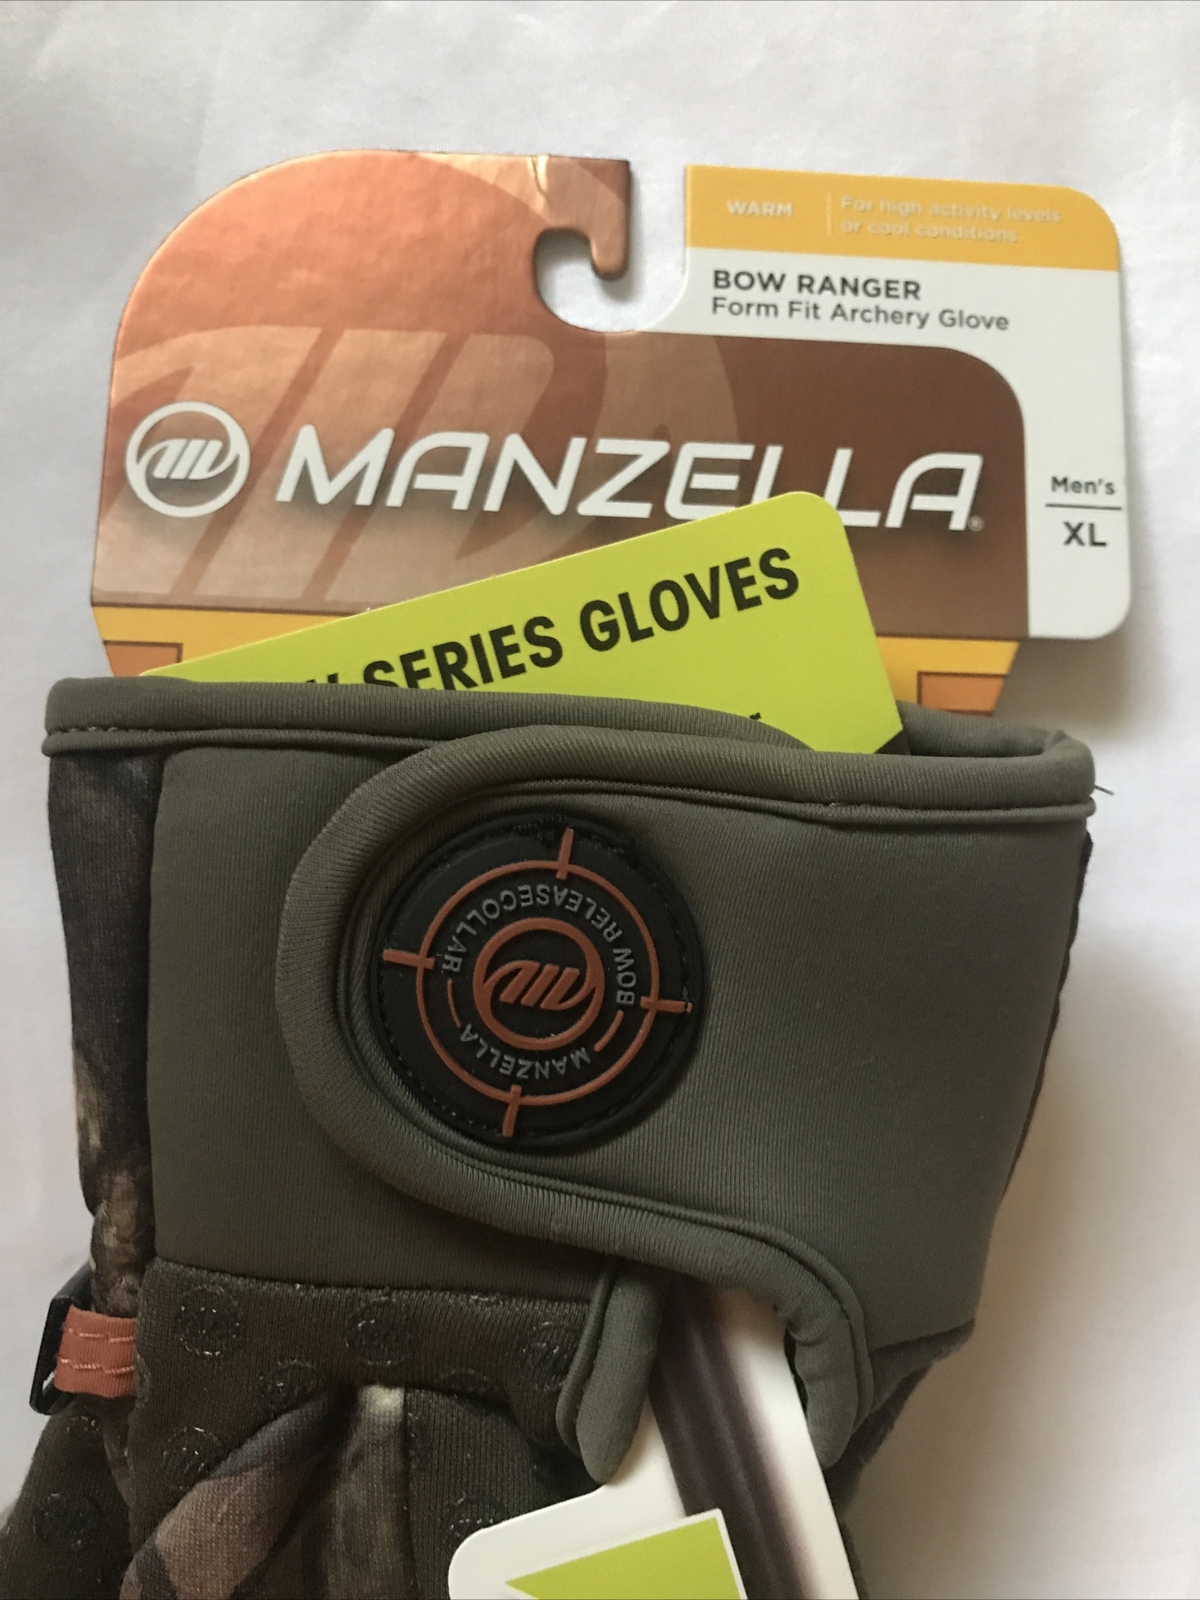 WARM
For high activity levels
or cool conditions.
BOW RANGER
Form Fit Archery Glove
MANZELLA®
Men's
XL
SERIES GLOVES
BOW RELEASECOLLAR
MANZELLA